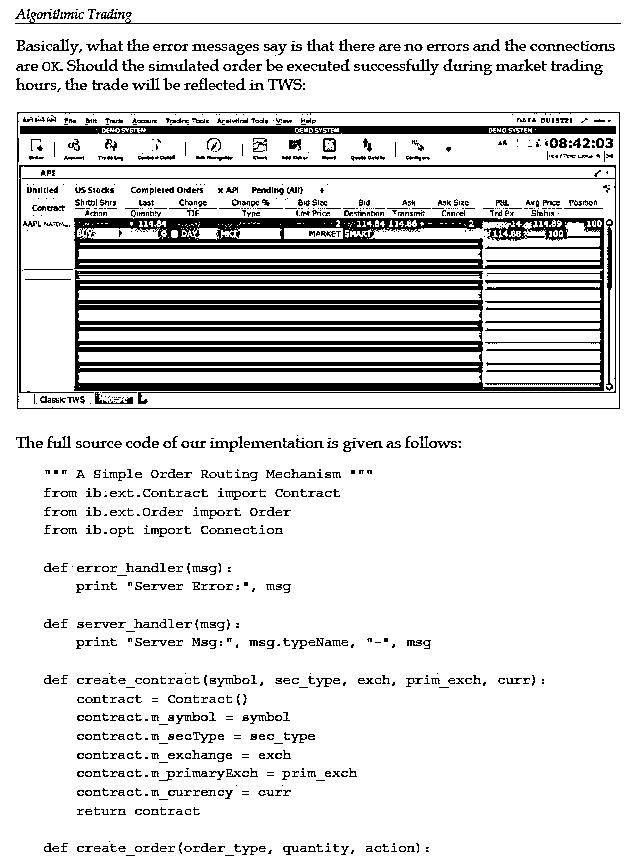 Algorithmic Trading
Basically, what the error messages say is that there are no errors and the connections
are OK. Should the simulated order be executed successfully during market trading
hours, the trade will be reflected in TWS:
File Edit Trade Account Trading Tools Analytical Tools View Help
DEMO SYSTEM DEMO SYSTEM DEMO SYSTEM
08:42:03
API
Untitled US Stocks Completed Orders x API Pending (All) +
Contract Shrtbl Shrs Last Change Change % Bid Size Bid Ask Ask Size P&L Avg Price Position
Action Quantity TIF Type Lmt Price Destination Transmit Cancel Trd Px Status
AAPL 114.84 2 114.84 114.86 2 114.89 100
BUY DAY MKT MARKET SMART 114.88 100
Classic TWS
The full source code of our implementation is given as follows:
""" A Simple Order Routing Mechanism """
from ib.ext.Contract import Contract
from ib.ext.Order import Order
from ib.opt import Connection
def error_handler(msg):
print "Server Error:", msg
def server_handler(msg):
print "Server Msg:", msg.typeName, "-", msg
def create_contract(symbol, sec_type, exch, prim_exch, curr):
contract = Contract()
contract.m_symbol = symbol
contract.m_secType = sec_type
contract.m_exchange = exch
contract.m_primaryExch = prim_exch
contract.m_currency = curr
return contract
def create_order(order_type, quantity, action):